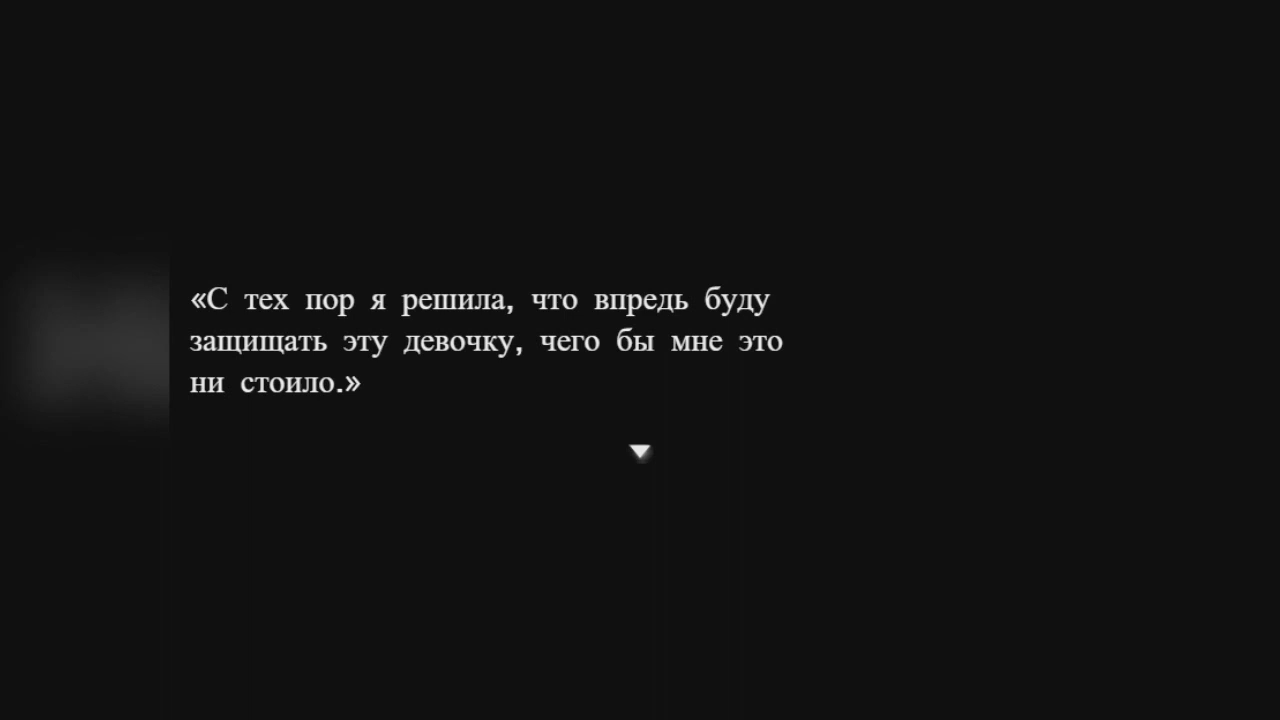 «С тех пор я решила, что впредь буду
защищать эту девочку, чего бы мне это
ни стоило.»